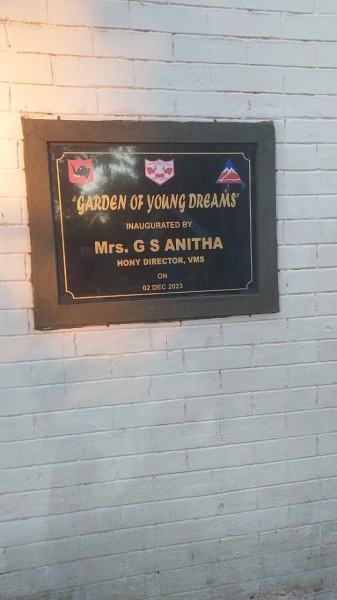 "GARDEN OF YOUNG DREAMS"
INAUGURATED BY
Mrs. G S ANITHA
HONY DIRECTOR, VMS
ON
02 DEC 2023